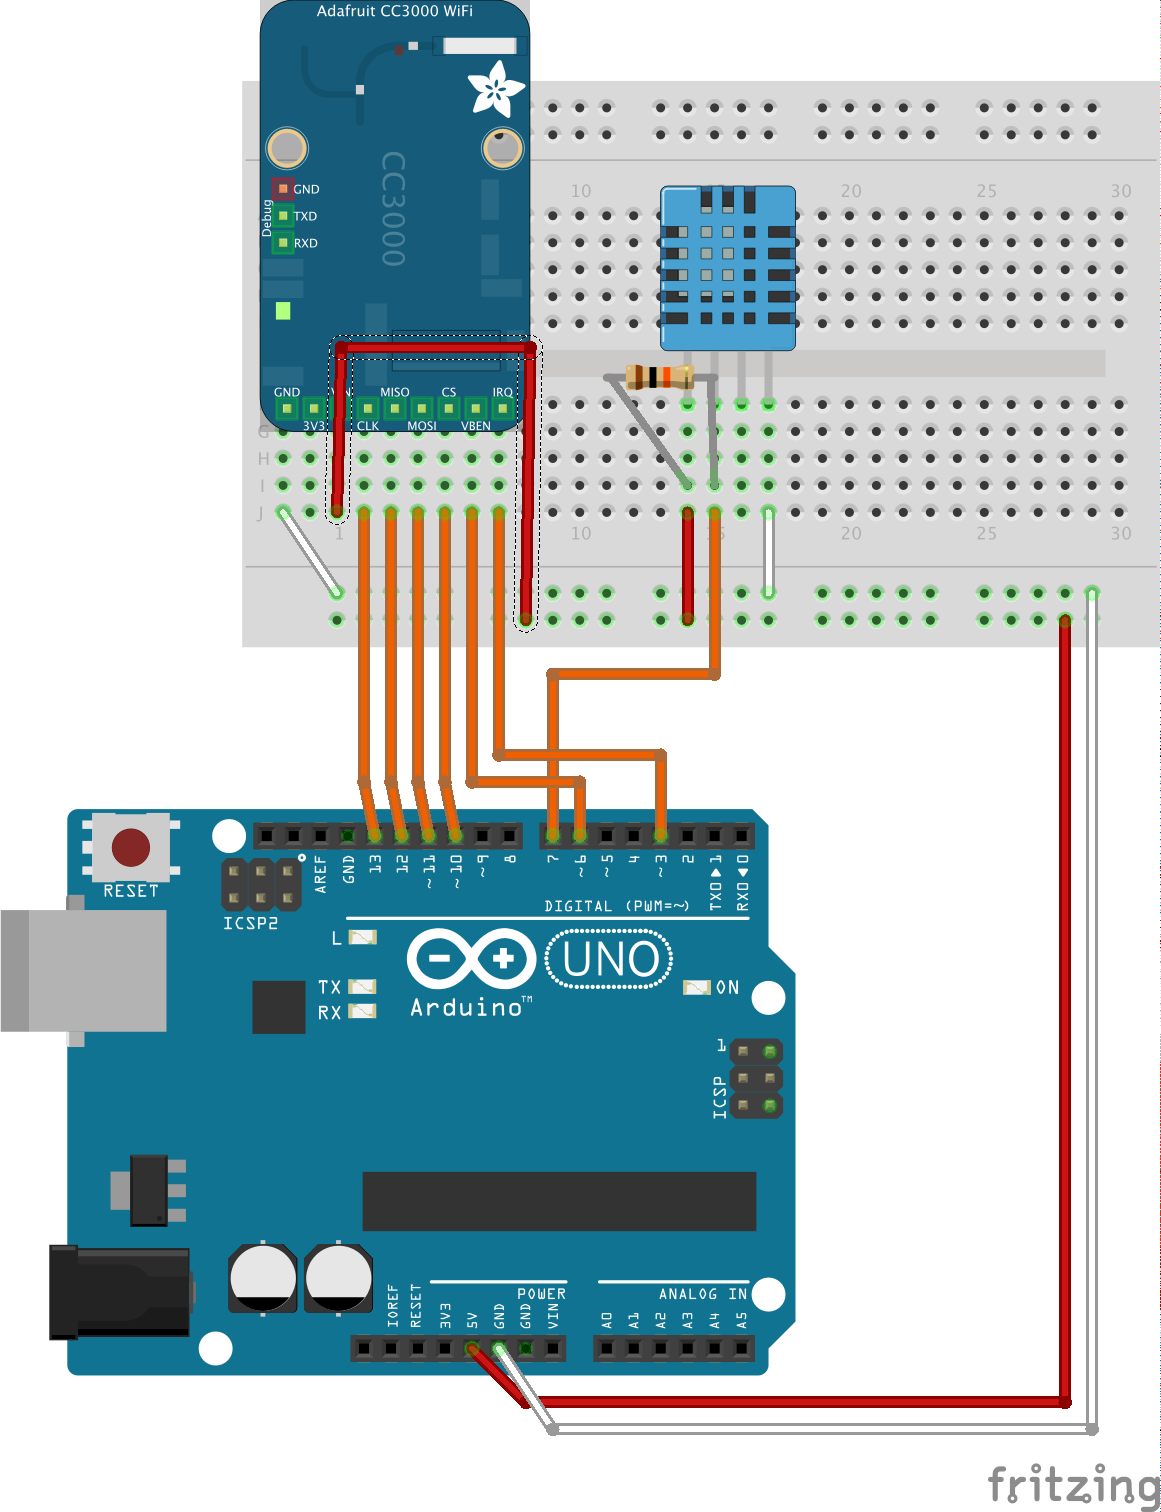 Adafruit CC3000 WiFi
CC3000
GND
TXD
RXD
Debug
10 15 20 25 30
GND VIN MISO CS IRQ
3V3 CLK MOSI VBEN
G
H
I
J
1 10 15 20 25 30
RESET
ICSP2
AREF GND 13 12 ~11 ~10 ~9 8 7 ~6 ~5 4 ~3 2 TX0▶1 RX0◀0
DIGITAL (PWM=~)
L
TX
RX
UNO
Arduino™
ON
1
ICSP
POWER
ANALOG IN
IOREF RESET 3V3 5V GND GND VIN A0 A1 A2 A3 A4 A5
fritzing